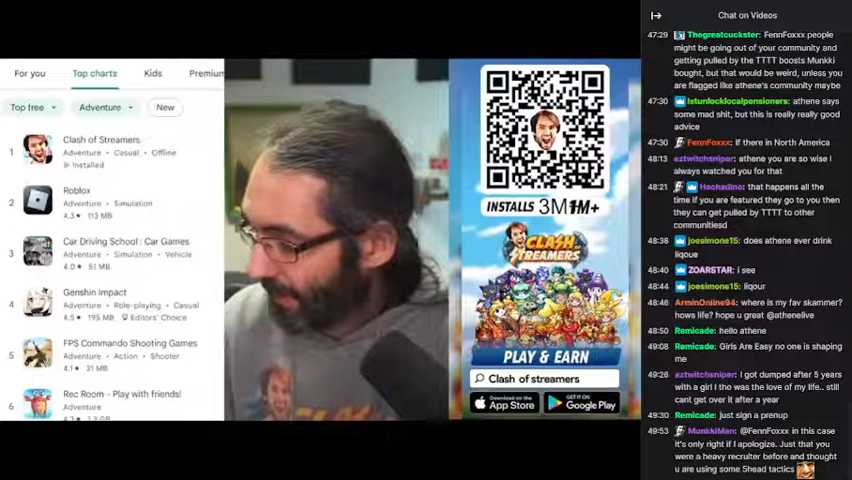 For you
Top charts
Kids
Premium
Top free
Adventure
New
1
Clash of Streamers
Adventure • Casual • Offline
Installed
2
Roblox
Adventure • Simulation
4.3★ 113 MB
3
Car Driving School : Car Games
Adventure • Simulation • Vehicle
4.0★ 51 MB
4
Genshin Impact
Adventure • Role-playing • Casual
4.5★ 195 MB Editors' Choice
5
FPS Commando Shooting Games
Adventure • Action • Shooter
4.1★ 31 MB
6
Rec Room - Play with friends!
Adventure
INSTALLS 3M 1M+
CLASH OF
STREAMERS
PLAY & EARN
Clash of streamers
Download on the
App Store
GET IT ON
Google Play
Chat on Videos
47:29 Thegreatcuckster: FennFoxxx people
might be going out of your community and
getting pulled by the TTTT boosts Munkki
bought, but that would be weird, unless you
are flagged like athene's community maybe
47:30 Istunlocklocalpensioners: athene says
some mad shit, but this is really really good
advice
47:30 FennFoxxx: If there in North America
48:13 eztwitchsniper: athene you are so wise I
always watched you for that
48:21 Hachadino: that happens all the
time if you are featured they go to you then
they can get pulled by TTTT to other
communitiesd
48:38 joesimone15: does athene ever drink
liqoue
48:40 ZOARSTAR: i see
48:44 joesimone15: liqour
48:46 ArminOnline94: where is my fav skammer?
hows life? hope u great @athenelive
48:50 Remicade: hello athene
49:08 Remicade: Girls Are Easy no one is shaping
me
49:26 eztwitchsniper: I got dumped after 5 years
with a girl I tho was the love of my life.. still
cant get over it after a year
49:30 Remicade: just sign a prenup
49:53 MunkkiMan: @FennFoxxx in this case
it's only right if I apologize. Just that you
were a heavy recruiter before and thought
u are using some 5head tactics